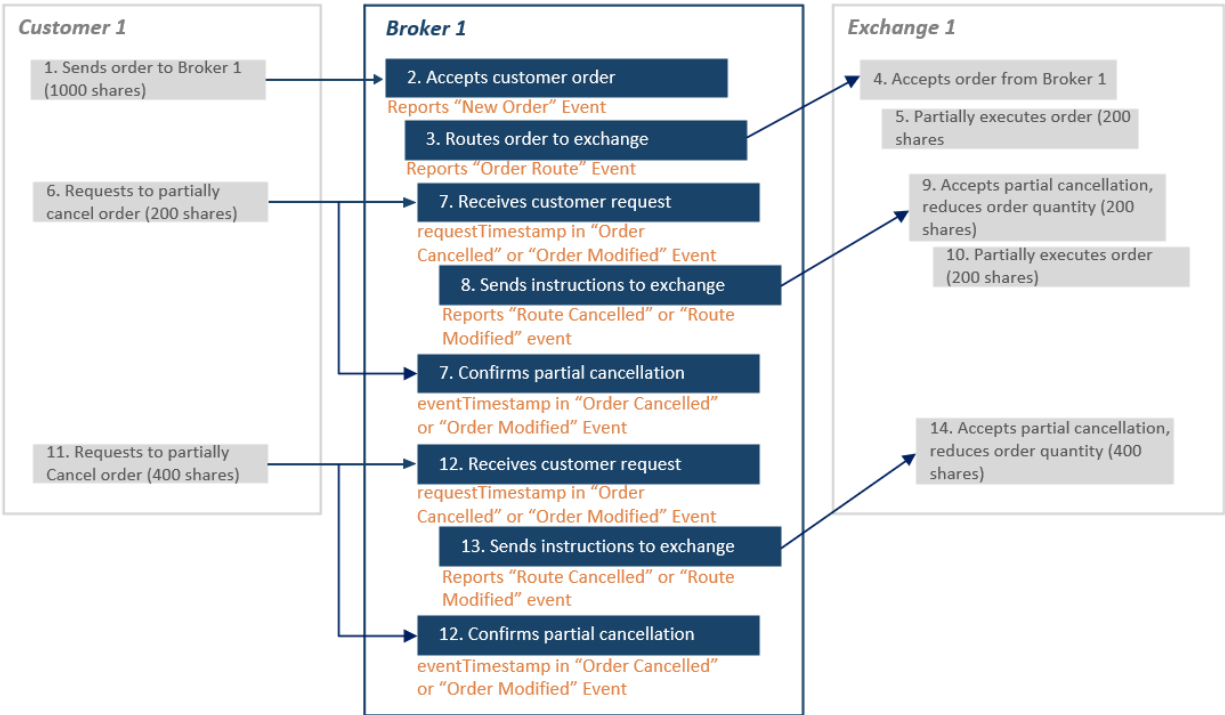 Customer 1
1. Sends order to Broker 1
(1000 shares)
6. Requests to partially
cancel order (200 shares)
11. Requests to partially
Cancel order (400 shares)
Broker 1
2. Accepts customer order
Reports “New Order” Event
3. Routes order to exchange
Reports “Order Route” Event
7. Receives customer request
requestTimestamp in “Order
Cancelled” or “Order Modified” Event
8. Sends instructions to exchange
Reports “Route Cancelled” or “Route
Modified” event
7. Confirms partial cancellation
eventTimestamp in “Order Cancelled”
or “Order Modified” Event
12. Receives customer request
requestTimestamp in “Order
Cancelled” or “Order Modified” Event
13. Sends instructions to exchange
Reports “Route Cancelled” or “Route
Modified” event
12. Confirms partial cancellation
eventTimestamp in “Order Cancelled”
or “Order Modified” Event
Exchange 1
4. Accepts order from Broker 1
5. Partially executes order (200
shares
9. Accepts partial cancellation,
reduces order quantity (200
shares)
10. Partially executes order
(200 shares)
14. Accepts partial cancellation,
reduces order quantity (400
shares)